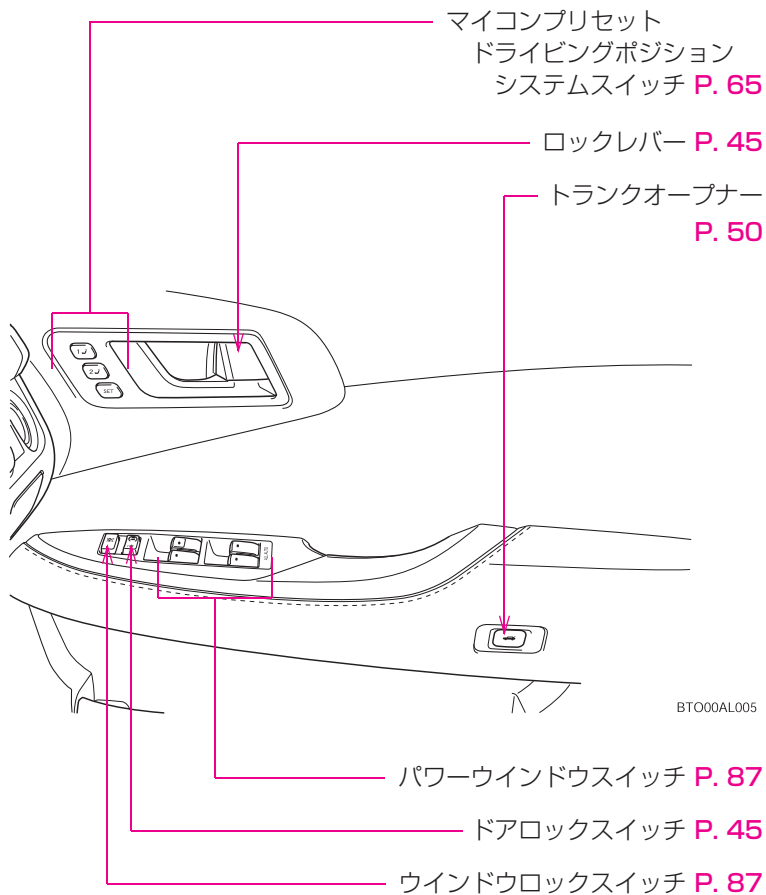 マイコンプリセット
ドライビングポジション
システムスイッチ P. 65
ロックレバー P. 45
トランクオープナー
P. 50
1
2
SET
AUTO
BTO00AL005
パワーウインドウスイッチ P. 87
ドアロックスイッチ P. 45
ウインドウロックスイッチ P. 87